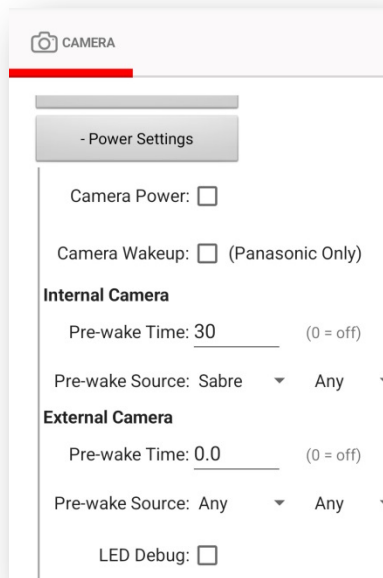 CAMERA
- Power Settings
Camera Power:
Camera Wakeup: (Panasonic Only)
Internal Camera
Pre-wake Time: 30 (0 = off)
Pre-wake Source: Sabre Any
External Camera
Pre-wake Time: 0.0 (0 = off)
Pre-wake Source: Any Any
LED Debug: